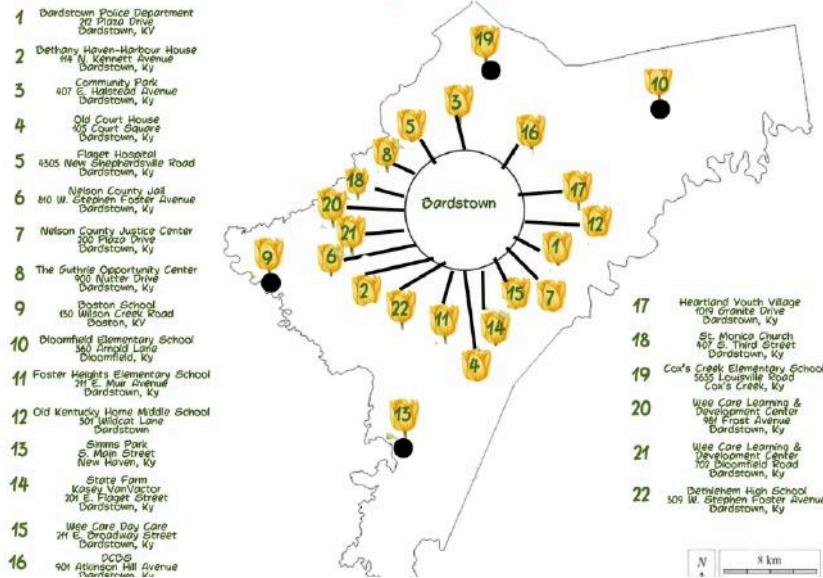 1 Bardstown Police Department
212 Plaza Drive
Bardstown, KY
2 Bethany Haven-Harbour House
114 N. Kennett Avenue
Bardstown, Ky
3 Community Park
407 E. Halstead Avenue
Bardstown, Ky
4 Old Court House
105 Court Square
Bardstown, Ky
5 Flaget Hospital
4305 New Shepherdsville Road
Bardstown, Ky
6 Nelson County Jail
810 W. Stephen Foster Avenue
Bardstown, Ky
7 Nelson County Justice Center
200 Plaza Drive
Bardstown, Ky
8 The Guthrie Opportunity Center
900 Nutter Drive
Bardstown, Ky
9 Boston School
130 Wilson Creek Road
Boston, KY
10 Bloomfield Elementary School
360 Arnold Lane
Bloomfield, Ky
11 Foster Heights Elementary School
211 E. Muir Avenue
Bardstown, Ky
12 Old Kentucky Home Middle School
301 Wildcat Lane
Bardstown
13 Simms Park
S. Main Street
New Haven, Ky
14 State Farm
Kasey VanVactor
201 E. Flaget Street
Bardstown, Ky
15 Wee Care Day Care
211 E. Broadway Street
Bardstown, Ky
16 DCBS
901 Atkinson Hill Avenue
Bardstown, Ky
19
10
3
5
16
8
18
17
20
12
Bardstown
21
1
6
9
2
15
7
22
11
14
4
13
17 Heartland Youth Village
1019 Granite Drive
Bardstown, Ky
18 St. Monica Church
407 S. Third Street
Bardstown, Ky
19 Cox's Creek Elementary School
5635 Louisville Road
Cox's Creek, Ky
20 Wee Care Learning &
Development Center
981 Frost Avenue
Bardstown, Ky
21 Wee Care Learning &
Development Center
702 Bloomfield Road
Bardstown, Ky
22 Bethlehem High School
309 W. Stephen Foster Avenue
Bardstown, Ky
N
8 km